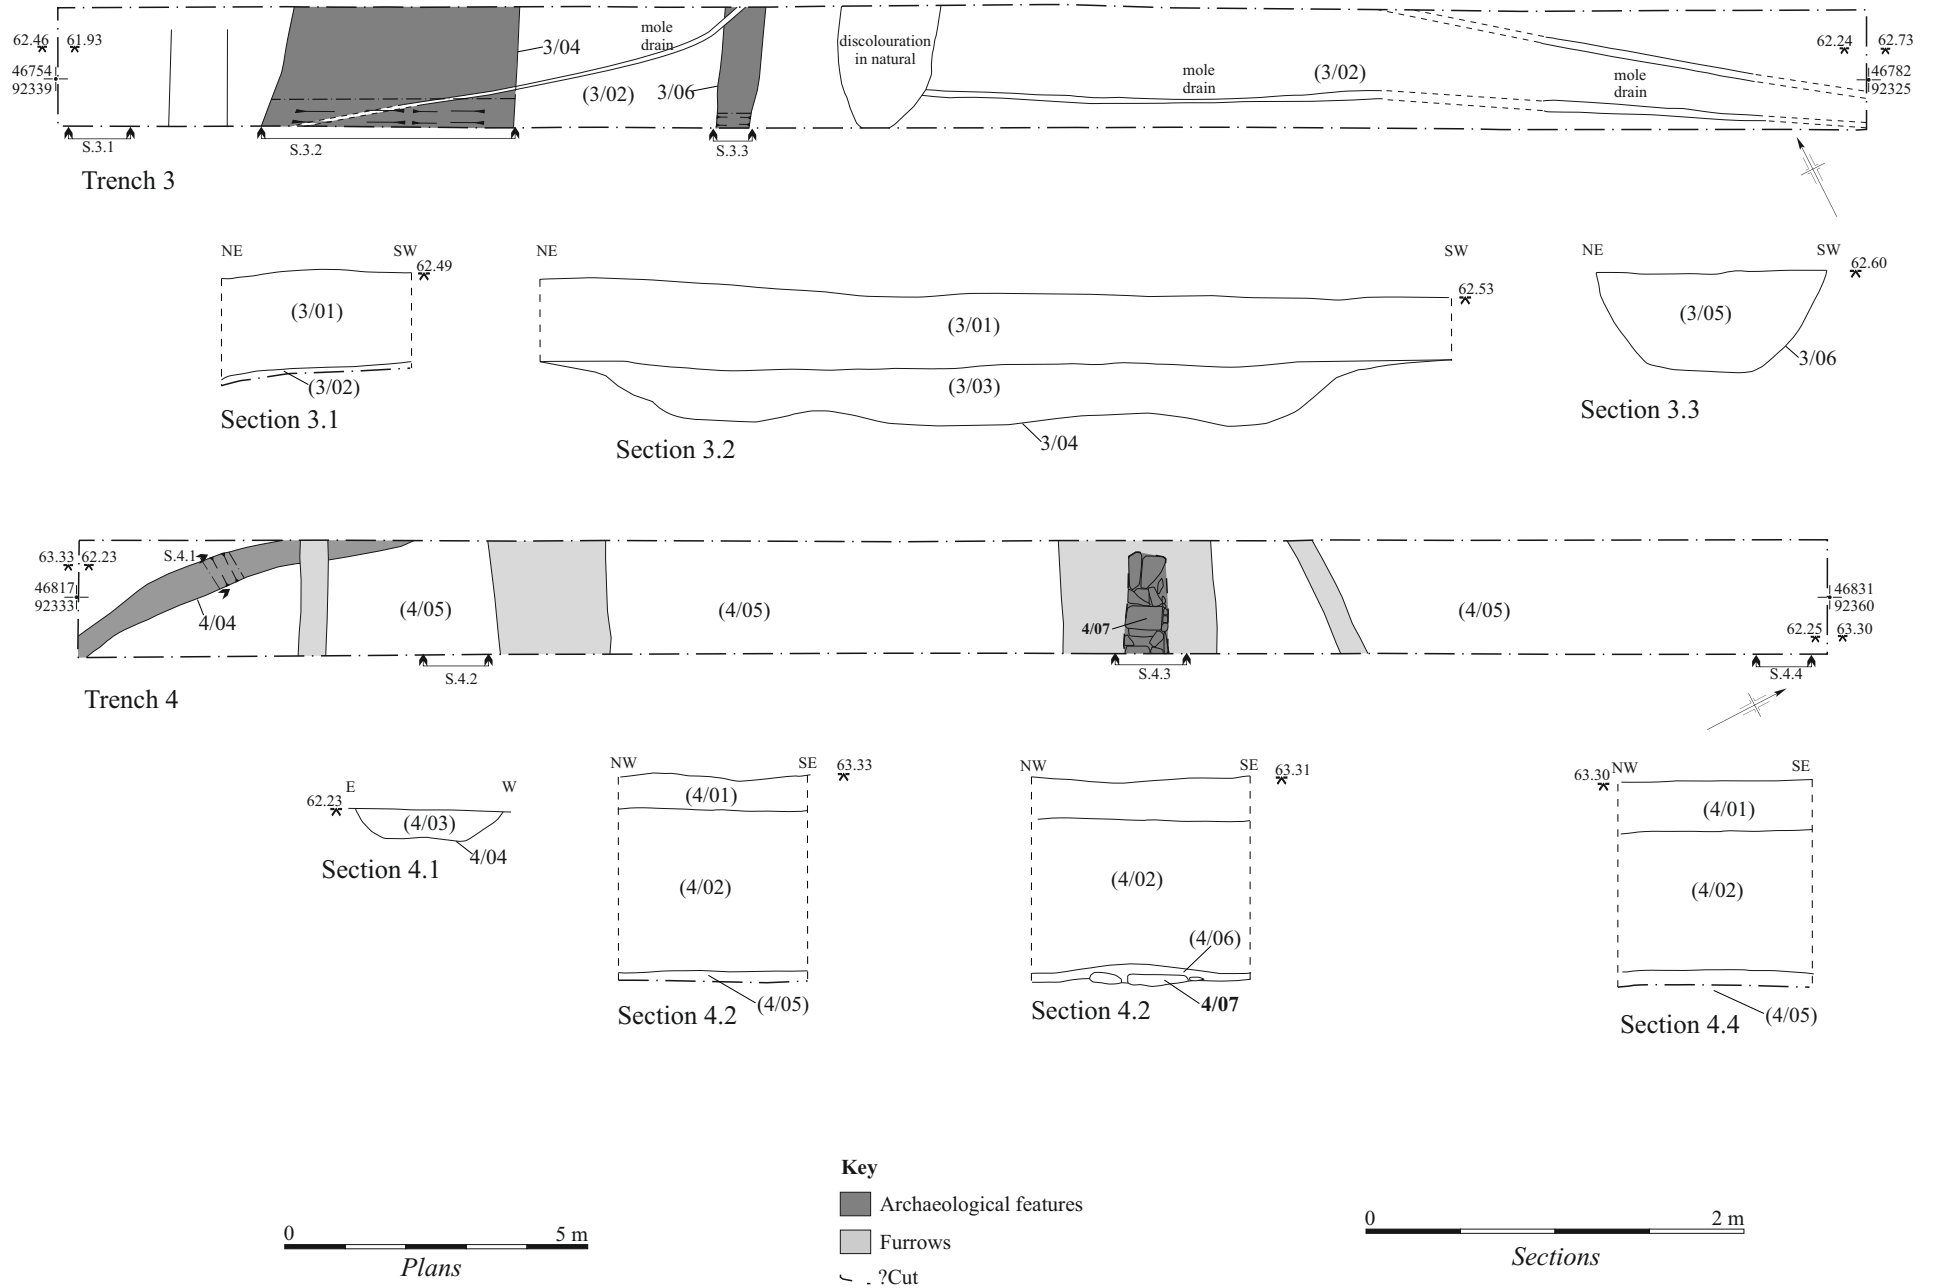 mole
drain
62.46 61.93
46754
92339
3/04
(3/02)
3/06
discolouration
in natural
mole
drain
(3/02)
mole
drain
62.24 62.73
46782
92325
S.3.1
S.3.2
S.3.3
Trench 3
NE SW
62.49
(3/01)
(3/02)
Section 3.1
NE SW
62.53
(3/01)
(3/03)
3/04
Section 3.2
NE SW
62.60
(3/05)
3/06
Section 3.3
63.33 62.23
46817
92333
S.4.1
4/04
(4/05)
(4/05)
4/07
(4/05)
46831
92360
62.25 63.30
S.4.2
S.4.3
S.4.4
Trench 4
E W
62.23
(4/03)
4/04
Section 4.1
NW SE
63.33
(4/01)
(4/02)
(4/05)
Section 4.2
NW SE
63.31
(4/02)
(4/06)
4/07
Section 4.2
63.30 NW SE
(4/01)
(4/02)
(4/05)
Section 4.4
Key
Archaeological features
Furrows
?Cut
0 5 m
Plans
0 2 m
Sections